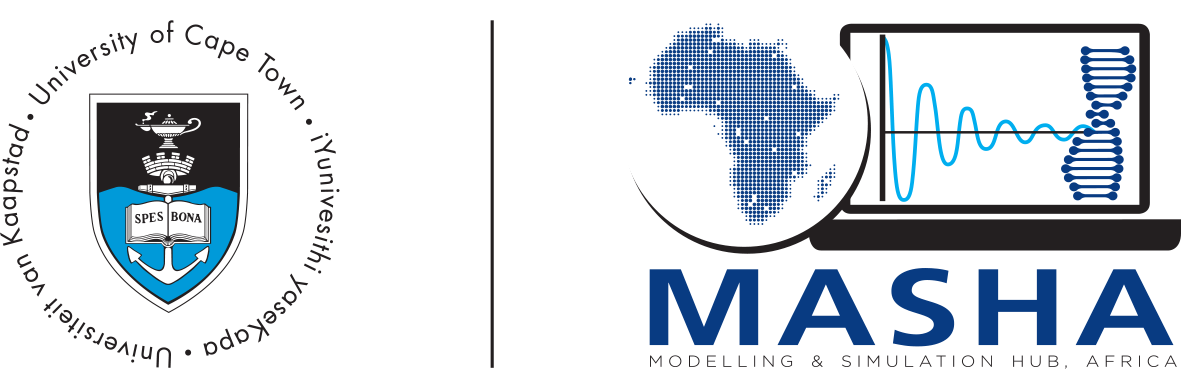 University of Cape Town • iYunivesithi yaseKapa • Universiteit van Kaapstad •
SPES BONA
MASHA
MODELLING & SIMULATION HUB, AFRICA